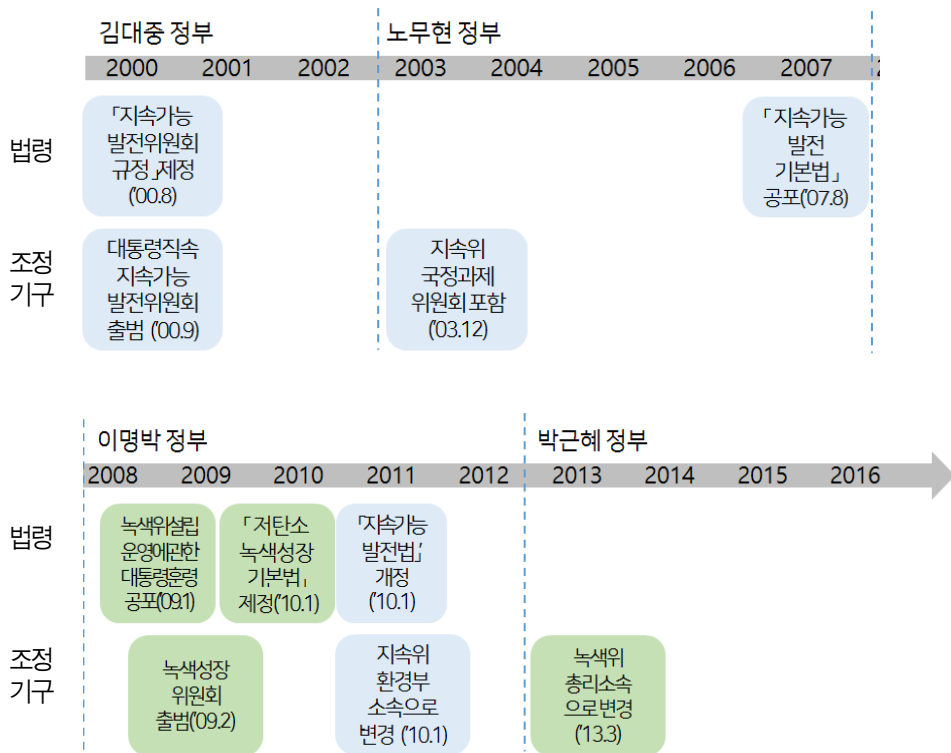 김대중 정부
노무현 정부
2000 2001 2002 2003 2004 2005 2006 2007
법령
「지속가능
발전위원회
규정」제정
('00.8)
「지속가능
발전
기본법」
공포('07.8)
조정
기구
대통령직속
지속가능
발전위원회
출범 ('00.9)
지속위
국정과제
위원회 포함
('03.12)
이명박 정부
박근혜 정부
2008 2009 2010 2011 2012 2013 2014 2015 2016
법령
녹색위설립
운영에관한
대통령훈령
공포('09.1)
「저탄소
녹색성장
기본법」
제정('10.1)
「지속가능
발전법」'
개정
('10.1)
조정
기구
녹색성장
위원회
출범('09.2)
지속위
환경부
소속으로
변경 ('10.1)
녹색위
총리소속
으로변경
('13.3)